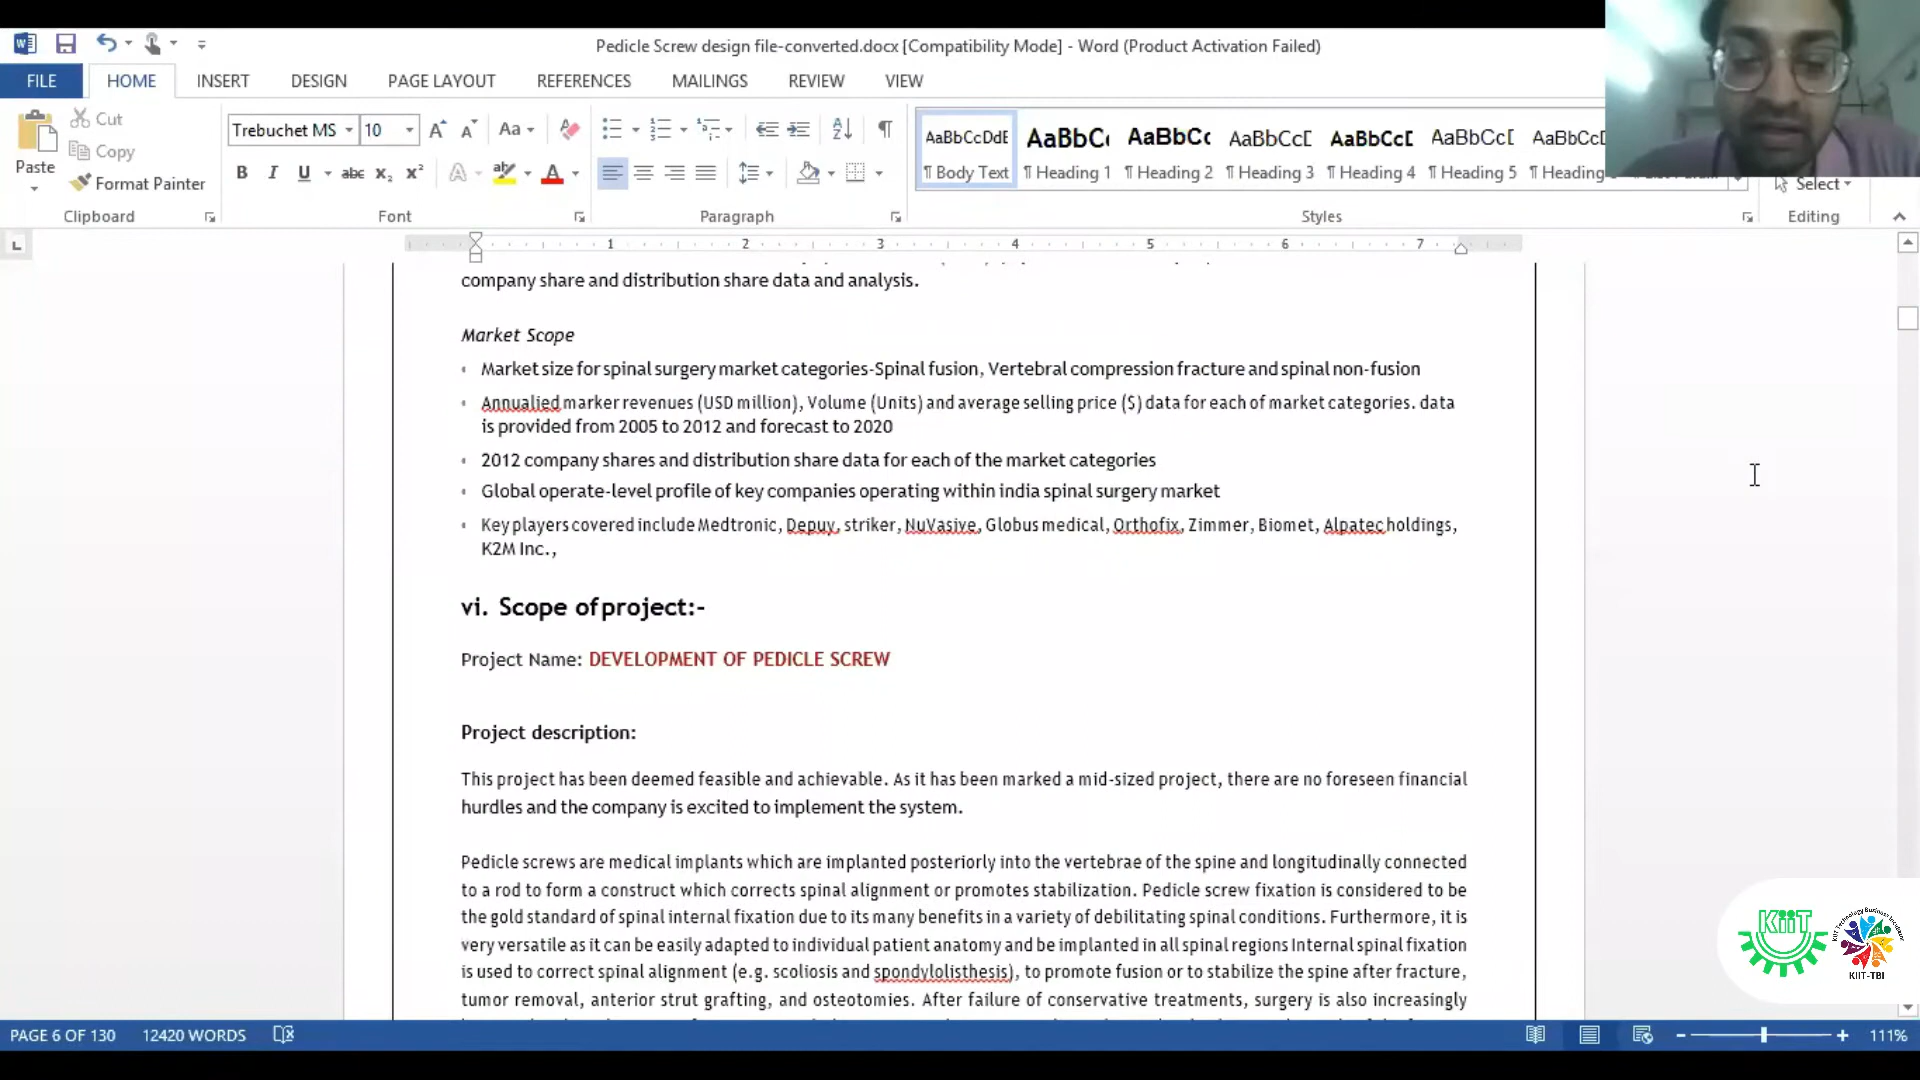 Pedicle Screw design file-converted.docx [Compatibility Mode] - Word (Product Activation Failed)
FILE HOME INSERT DESIGN PAGE LAYOUT REFERENCES MAILINGS REVIEW VIEW
Paste
Cut
Copy
Format Painter
Clipboard
Trebuchet MS 10
Font
Paragraph
AaBbCcDdE AaBbCc AaBbCc AaBbCcD AaBbCcD AaBbCcD AaBbCcD
¶ Body Text ¶ Heading 1 ¶ Heading 2 ¶ Heading 3 ¶ Heading 4 ¶ Heading 5 ¶ Heading
Styles
Select
Editing
1 2 3 4 5 6 7
company share and distribution share data and analysis.
Market Scope
Market size for spinal surgery market categories-Spinal fusion, Vertebral compression fracture and spinal non-fusion
Annualied marker revenues (USD million), Volume (Units) and average selling price ($) data for each of market categories. data
is provided from 2005 to 2012 and forecast to 2020
2012 company shares and distribution share data for each of the market categories
Global operate-level profile of key companies operating within india spinal surgery market
Key players covered include Medtronic, Depuy, striker, NuVasive, Globus medical, Orthofix, Zimmer, Biomet, Alpatec holdings,
K2M Inc.,
vi. Scope of project:-
Project Name: DEVELOPMENT OF PEDICLE SCREW
Project description:
This project has been deemed feasible and achievable. As it has been marked a mid-sized project, there are no foreseen financial
hurdles and the company is excited to implement the system.
Pedicle screws are medical implants which are implanted posteriorly into the vertebrae of the spine and longitudinally connected
to a rod to form a construct which corrects spinal alignment or promotes stabilization. Pedicle screw fixation is considered to be
the gold standard of spinal internal fixation due to its many benefits in a variety of debilitating spinal conditions. Furthermore, it is
very versatile as it can be easily adapted to individual patient anatomy and be implanted in all spinal regions Internal spinal fixation
is used to correct spinal alignment (e.g. scoliosis and spondylolisthesis), to promote fusion or to stabilize the spine after fracture,
tumor removal, anterior strut grafting, and osteotomies. After failure of conservative treatments, surgery is also increasingly
KiiT
KIIT-TBI
PAGE 6 OF 130 12420 WORDS 111%